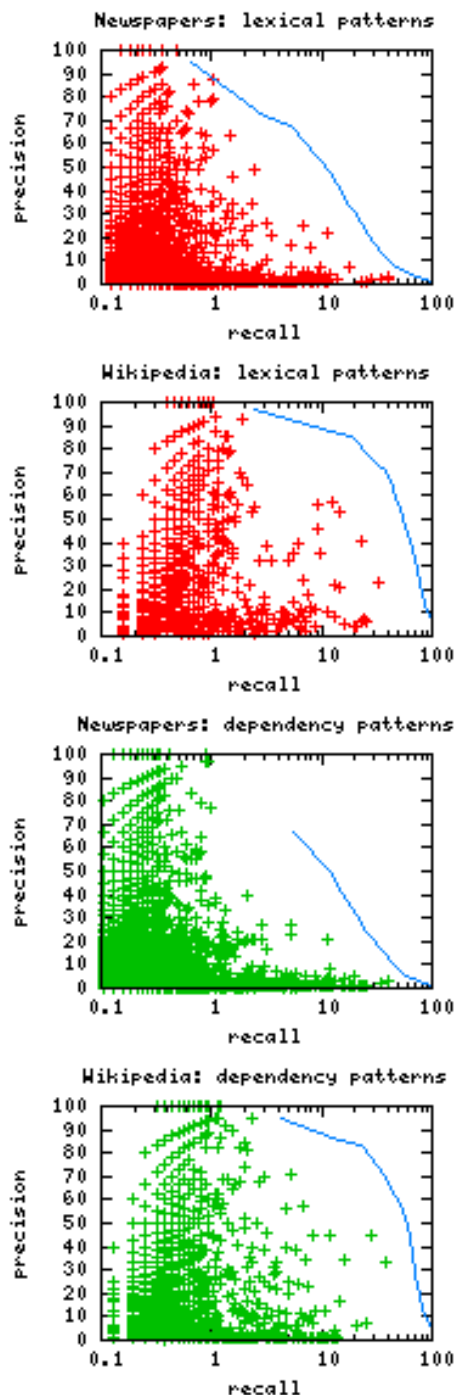 Newspapers: lexical patterns
100
90
80
70
60
50
40
30
20
10
0
precision
0.1 1 10 100
recall
Wikipedia: lexical patterns
100
90
80
70
60
50
40
30
20
10
0
precision
0.1 1 10 100
recall
Newspapers: dependency patterns
100
90
80
70
60
50
40
30
20
10
0
precision
0.1 1 10 100
recall
Wikipedia: dependency patterns
100
90
80
70
60
50
40
30
20
10
0
precision
0.1 1 10 100
recall